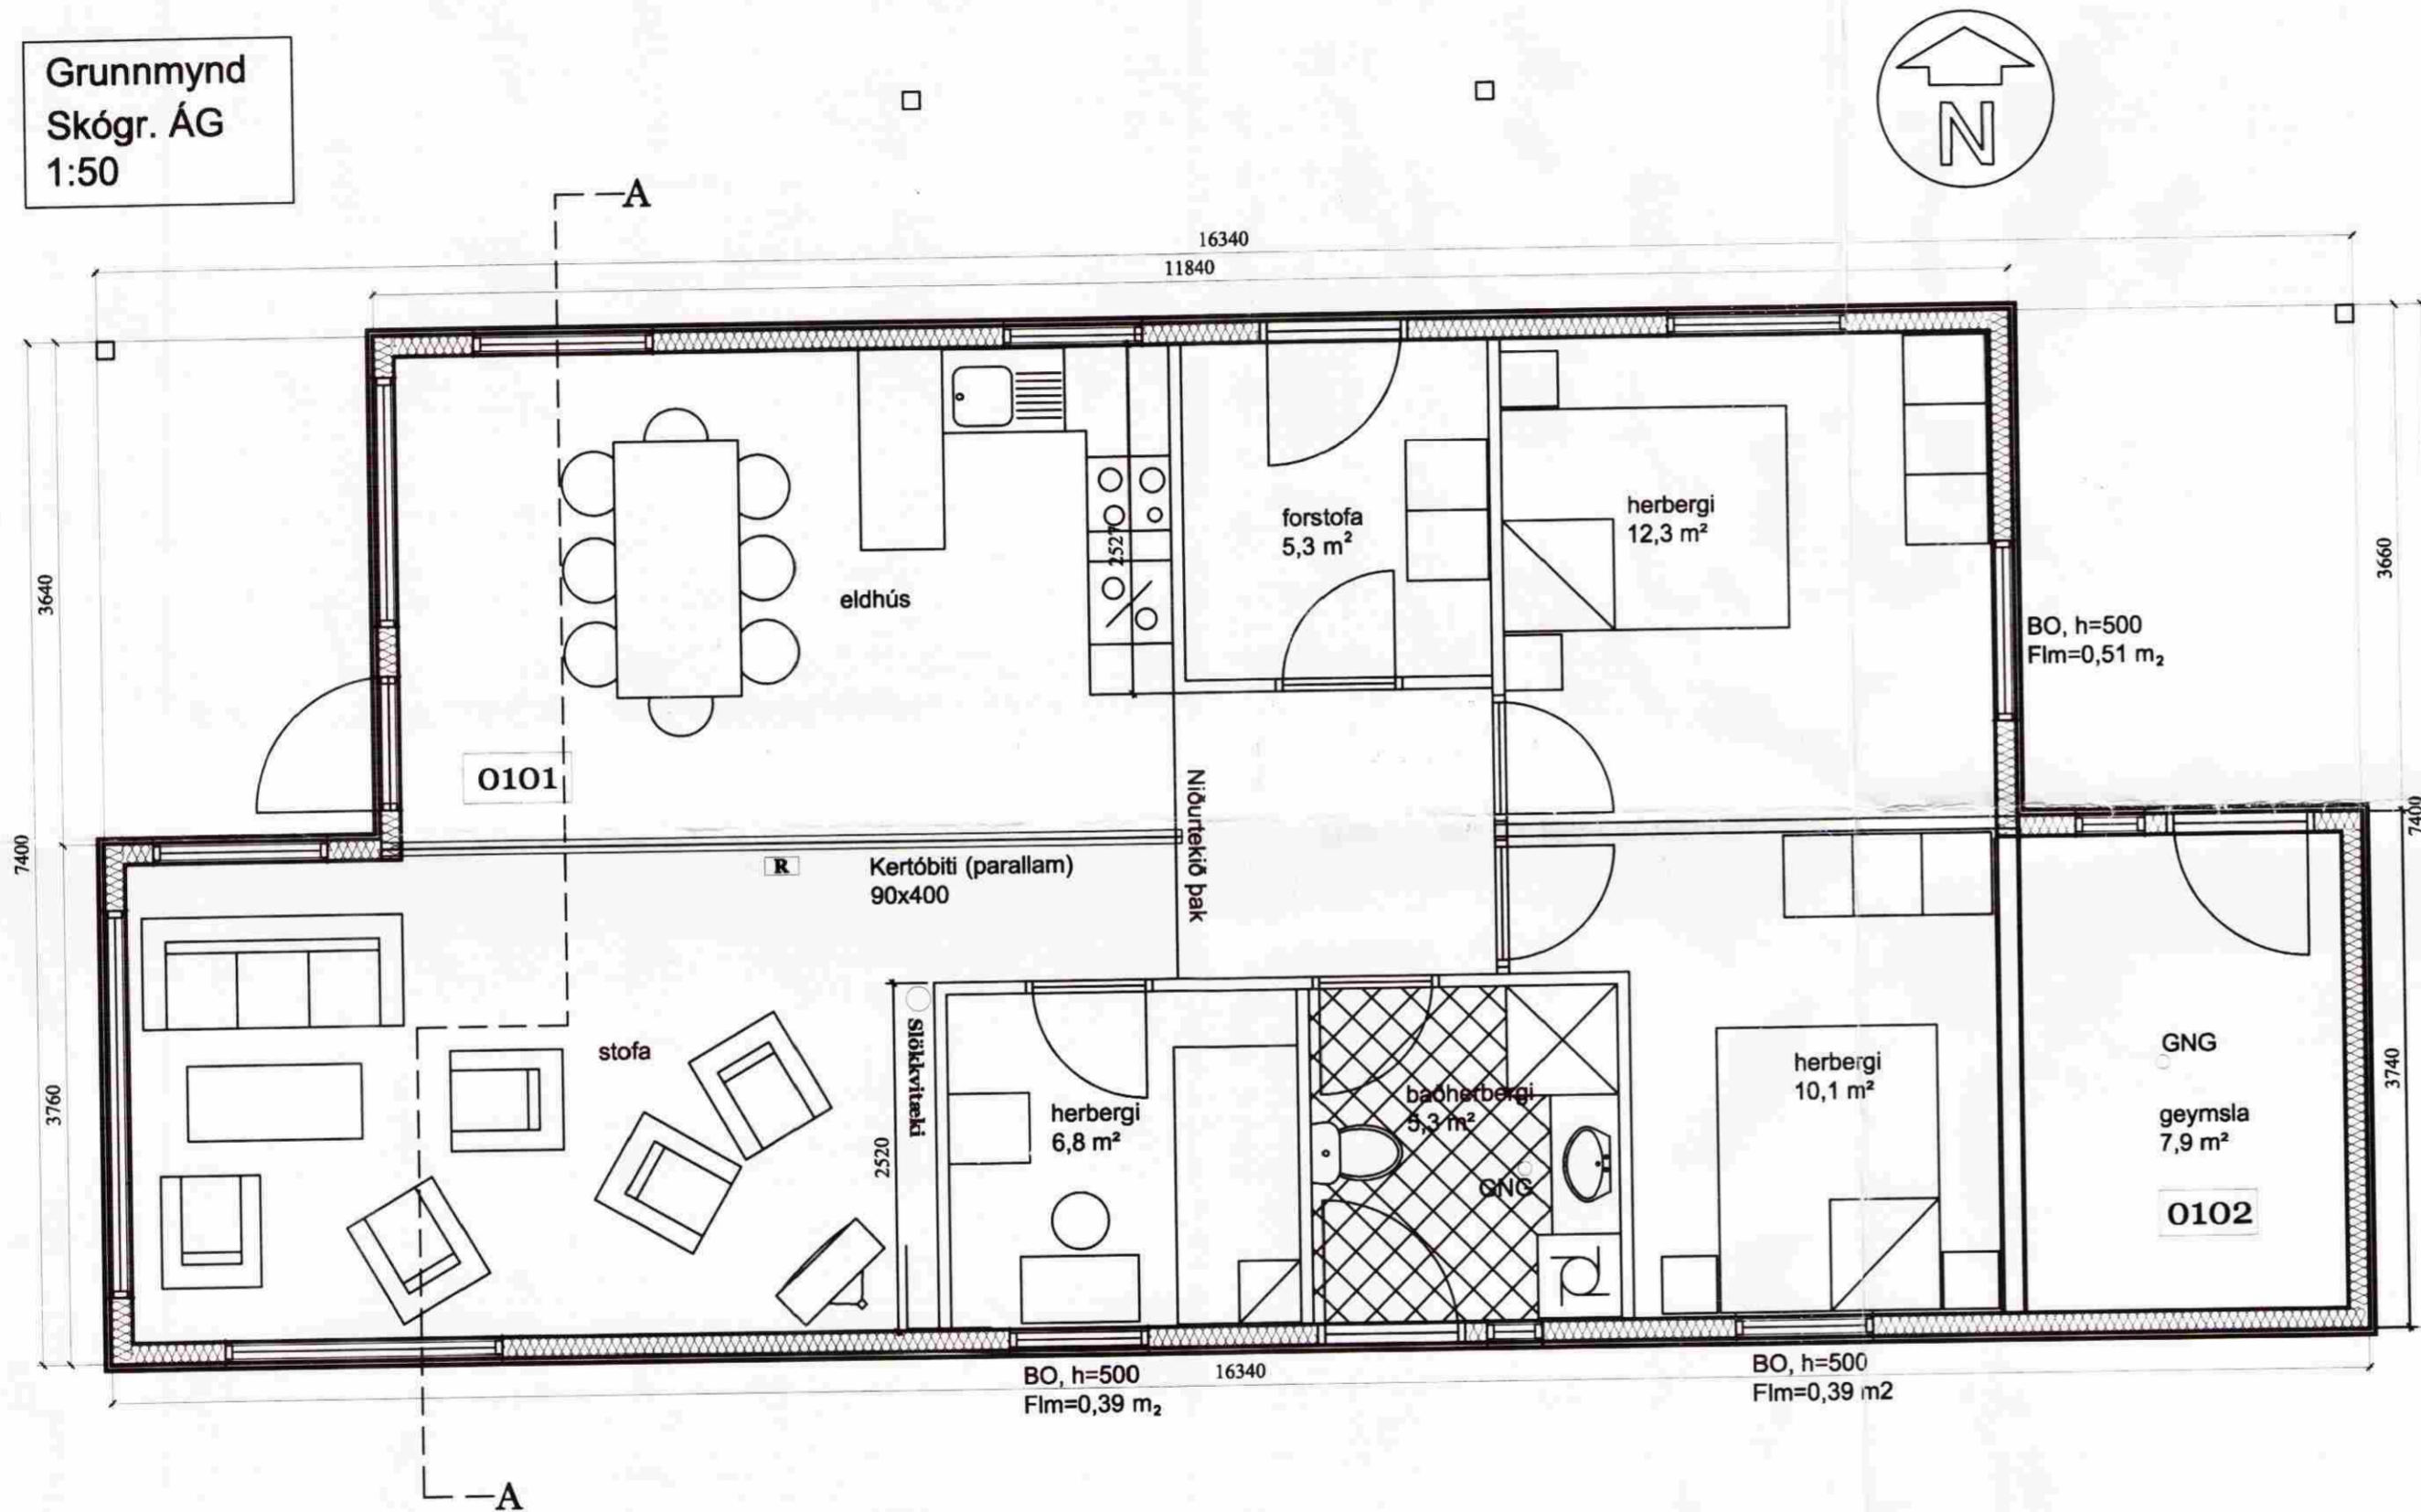 Grunnmynd
Skógr. ÁG
1:50
N
A
16340
11840
3640
7400
3760
2527
eldhús
forstofa
5,3 m²
herbergi
12,3 m²
3660
BO, h=500
Flm=0,51 m₂
7400
0101
Niðurtekið þak
R
Kertóbiti (parallam)
90x400
stofa
Slökkvitæki
2520
herbergi
6,8 m²
baðherbergi
5,3 m²
GNG
herbergi
10,1 m²
GNG
geymsla
7,9 m²
0102
3740
BO, h=500
Flm=0,39 m₂
16340
BO, h=500
Flm=0,39 m2
A